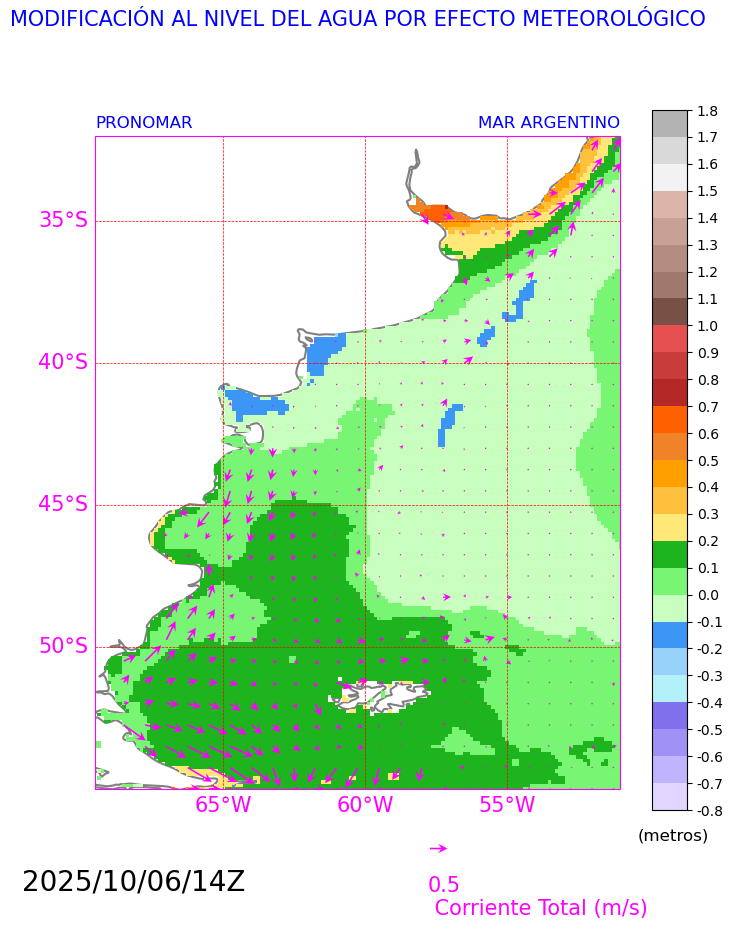 MODIFICACIÓN AL NIVEL DEL AGUA POR EFECTO METEOROLÓGICO
PRONOMAR MAR ARGENTINO
35°S
40°S
45°S
50°S
65°W 60°W 55°W
1.8
1.7
1.6
1.5
1.4
1.3
1.2
1.1
1.0
0.9
0.8
0.7
0.6
0.5
0.4
0.3
0.2
0.1
0.0
-0.1
-0.2
-0.3
-0.4
-0.5
-0.6
-0.7
-0.8
(metros)
2025/10/06/14Z
0.5
Corriente Total (m/s)